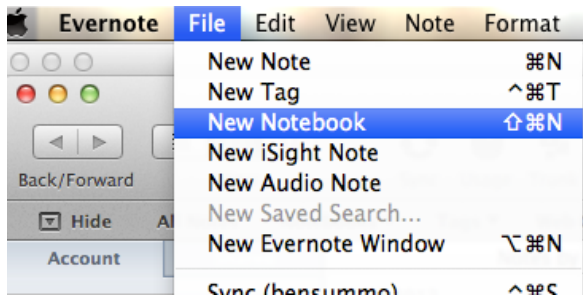 Evernote File Edit View Note Format
New Note ⌘N
New Tag ^⌘T
New Notebook ⇧⌘N
New iSight Note
New Audio Note
New Saved Search...
New Evernote Window ⌥⌘N
Sync (bensummo) ^⌘S
Back/Forward
Hide
Account